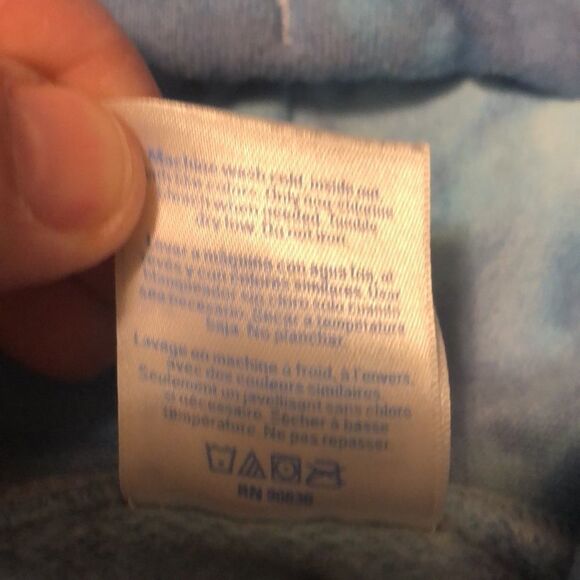 Machine wash cold, inside out
with like colors. Only non-chlorine
bleach when needed. Tumble
dry low. Do not iron.
con agua fría, al
revés y con colores similares. Usar
blanqueador sin cloro solo cuando
sea necesario. Secar a temperatura
baja. No planchar.
Lavage en machine à froid, à l'envers,
avec des couleurs similaires.
Seulement un javellisant sans chlore
si nécessaire. Sécher à basse
température. Ne pas repasser.
RN